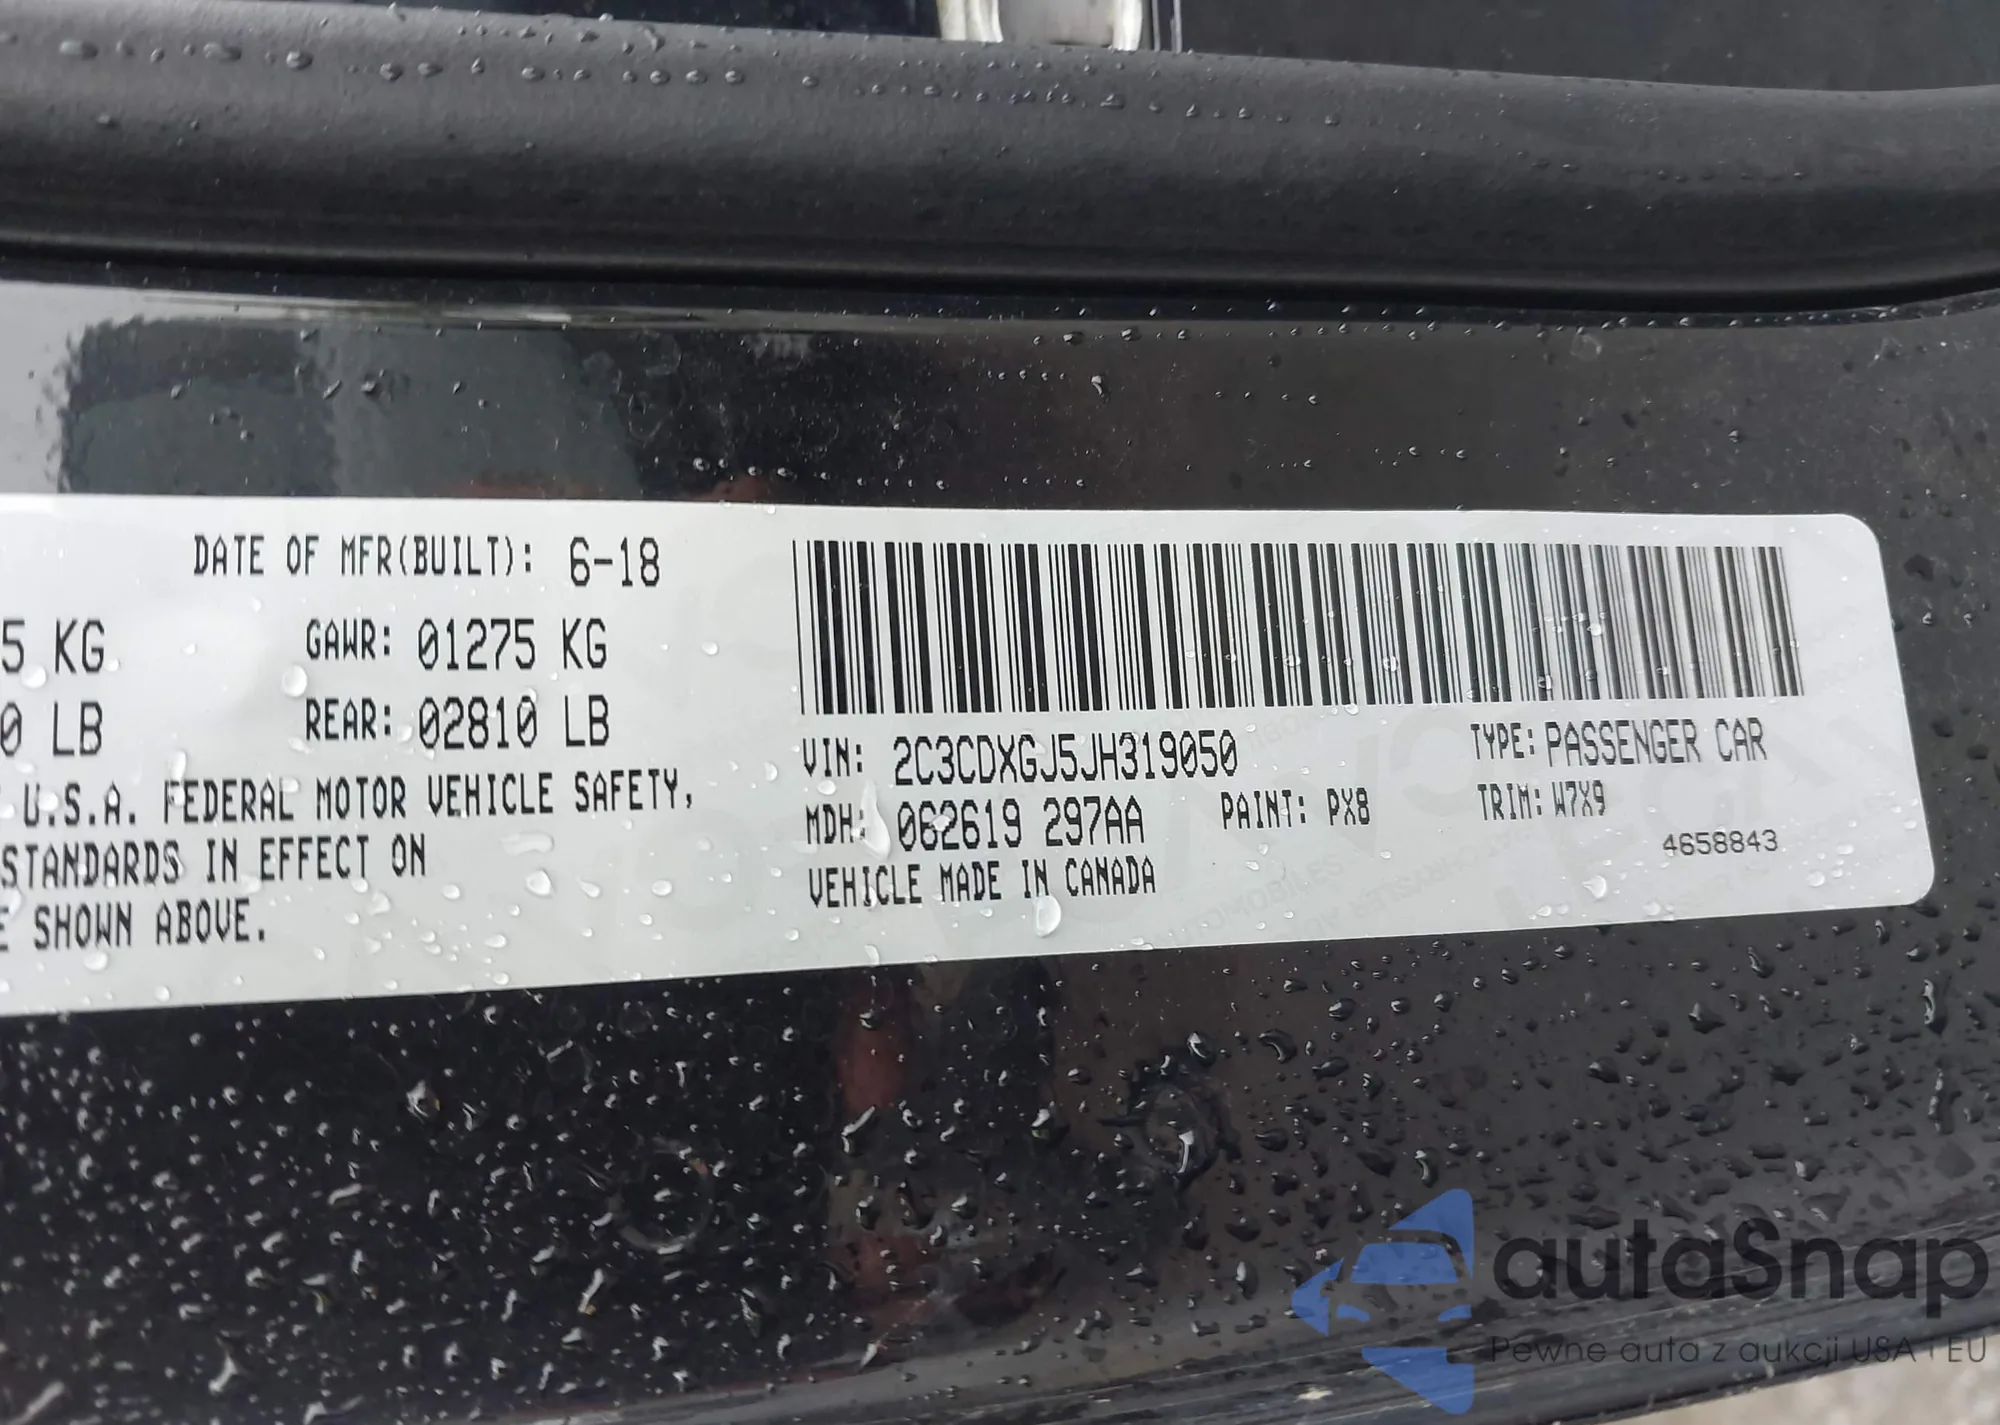 DATE OF MFR(BUILT): 6-18
5 KG GAWR: 01275 KG
0 LB REAR: 02810 LB
U.S.A. FEDERAL MOTOR VEHICLE SAFETY,
STANDARDS IN EFFECT ON
E SHOWN ABOVE.
VIN: 2C3CDXGJ5JH319050 TYPE: PASSENGER CAR
MDH: 062619 297AA PAINT: PX8 TRIM: W7X9
4658843
VEHICLE MADE IN CANADA
autaSnap
Pewne auta z aukcji USA i EU